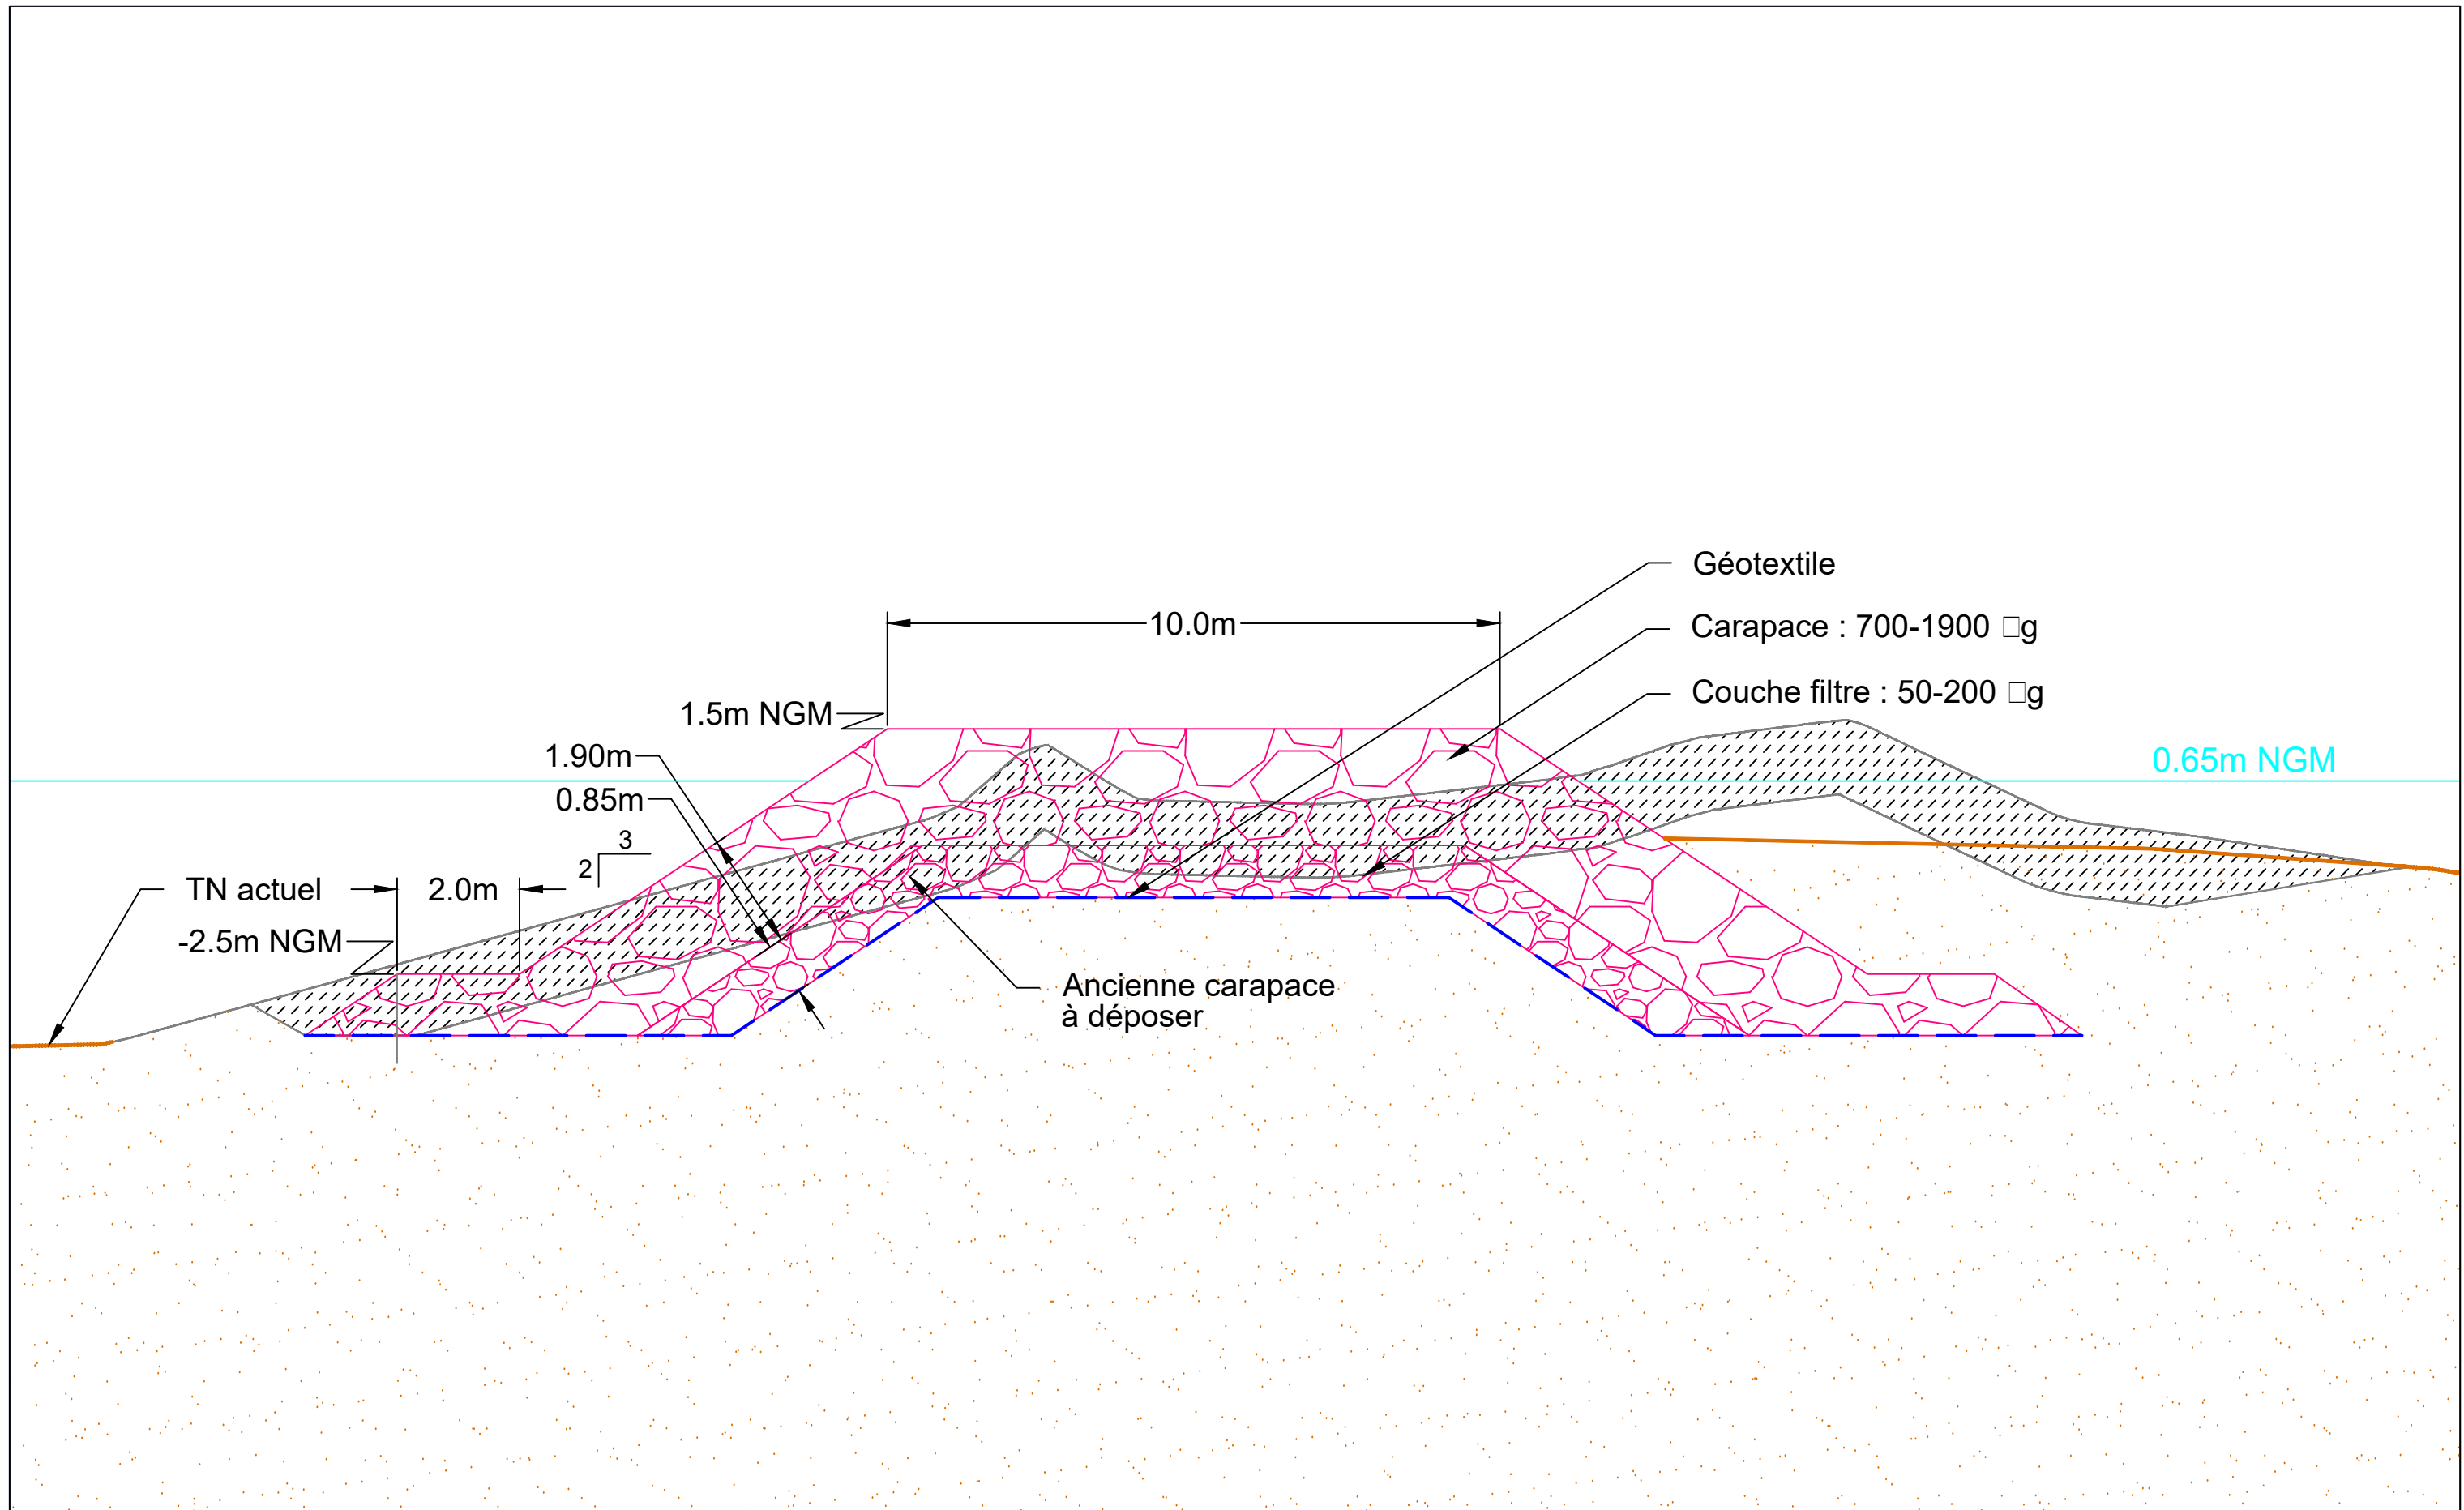 Géotextile
Carapace : 700-1900 □g
Couche filtre : 50-200 □g
10.0m
1.5m NGM
1.90m
0.85m
0.65m NGM
3
2
TN actuel
2.0m
-2.5m NGM
Ancienne carapace
à déposer